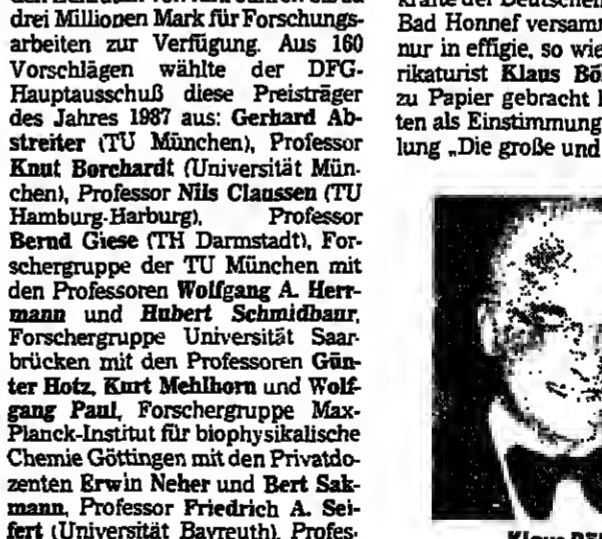 drei Millionen Mark für Forschungs-
arbeiten zur Verfügung. Aus 160
Vorschlägen wählte der DFG-
Hauptausschuß diese Preisträger
des Jahres 1987 aus: Gerhard Ab-
streiter (TU München), Professor
Knut Borchardt (Universität Mün-
chen), Professor Nils Claussen (TU
Hamburg-Harburg), Professor
Bernd Giese (TH Darmstadt), For-
schergruppe der TU München mit
den Professoren Wolfgang A. Herr-
mann und Hubert Schmidbaur,
Forschergruppe Universität Saar-
brücken mit den Professoren Gün-
ter Hotz, Kurt Mehlhorn und Wolf-
gang Paul, Forschergruppe Max-
Planck-Institut für biophysikalische
Chemie Göttingen mit den Privatdo-
zenten Erwin Neher und Bert Sak-
mann, Professor Friedrich A. Sei-
fert (Universität Bayreuth), Profes-
Bad Honnef versamm
nur in effigie, so wie
rikaturist Klaus Bö
zu Papier gebracht
ten als Einstimmung
lung „Die große und
Klaus